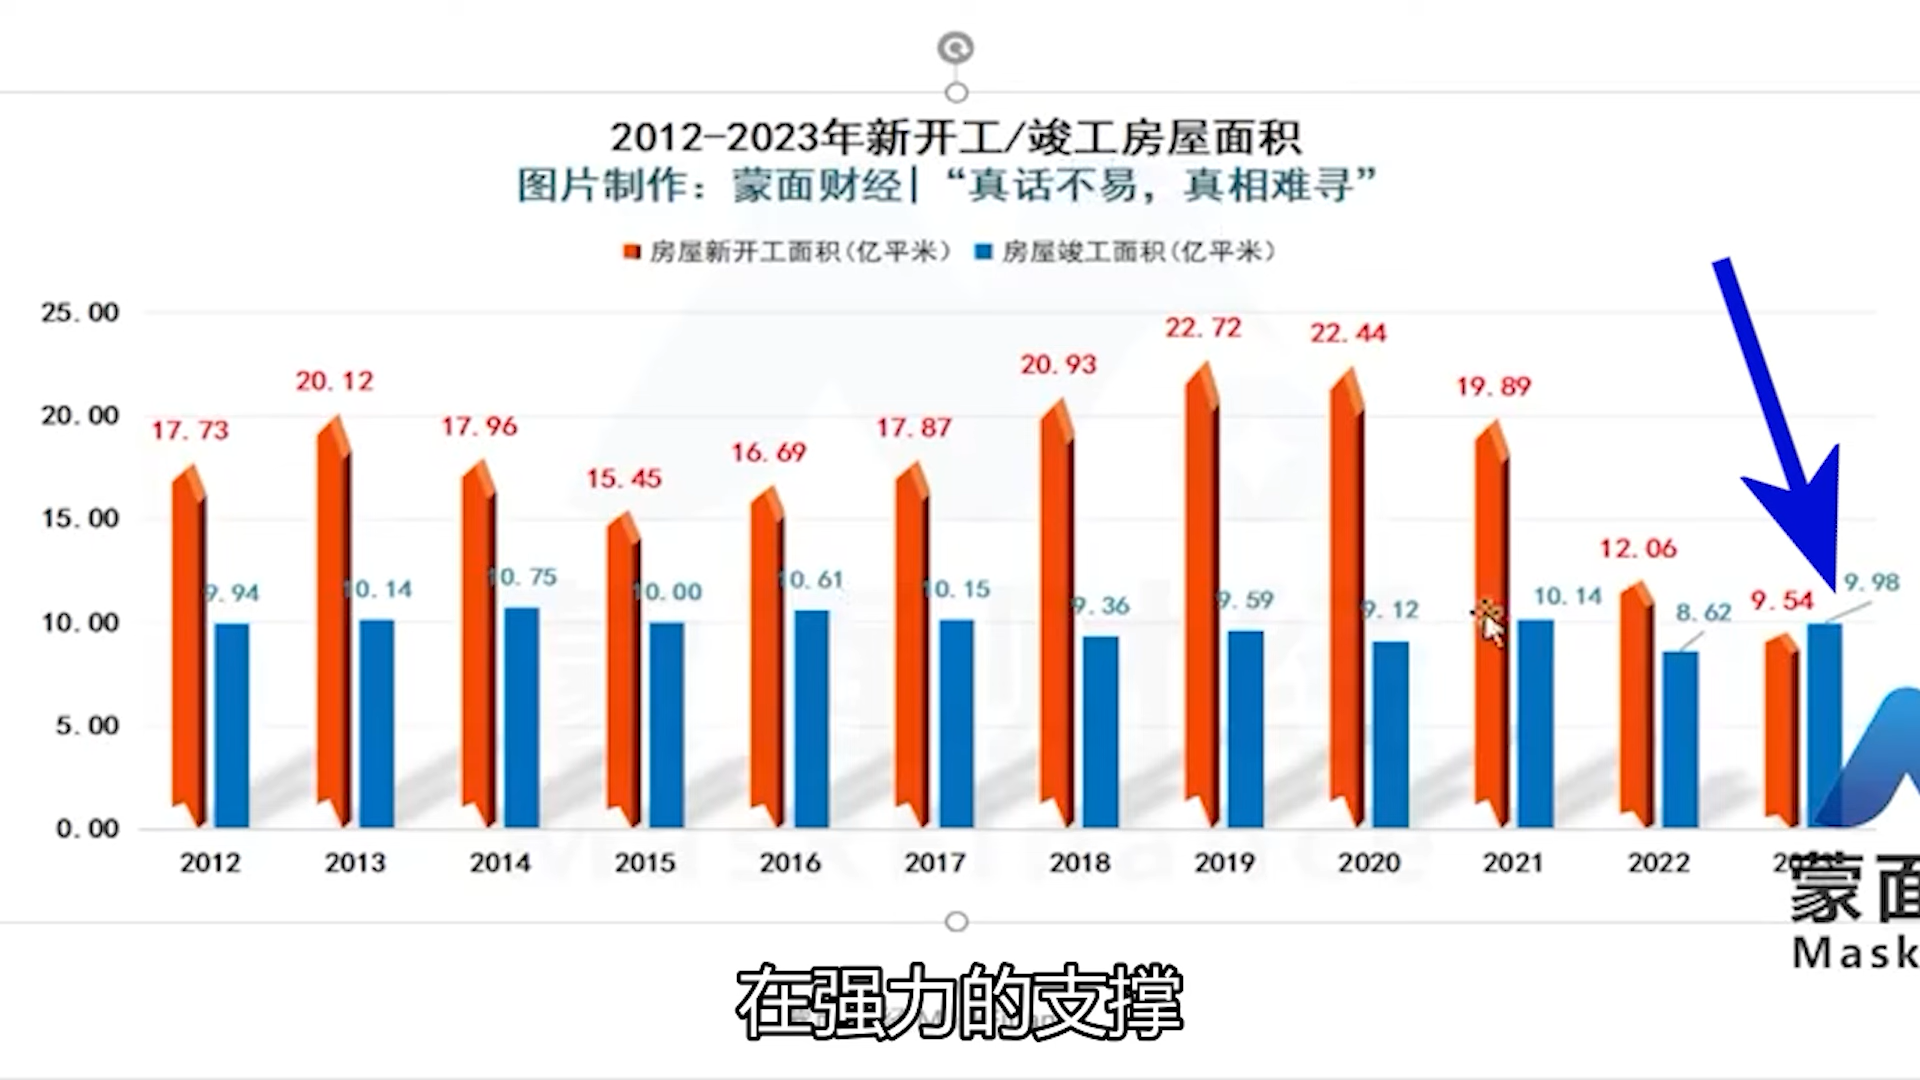 2012-2023年新开工/竣工房屋面积
图片制作：蒙面财经|“真话不易，真相难寻”
房屋新开工面积(亿平米) 房屋竣工面积(亿平米)
25.00
20.00
15.00
10.00
5.00
0.00
17.73 20.12 17.96 15.45 16.69 17.87 20.93 22.72 22.44 19.89 12.06 9.54
9.94 10.14 10.75 10.00 10.61 10.15 9.36 9.59 9.12 10.14 8.62 9.98
2012 2013 2014 2015 2016 2017 2018 2019 2020 2021 2022
蒙面
Mask
在强力的支撑